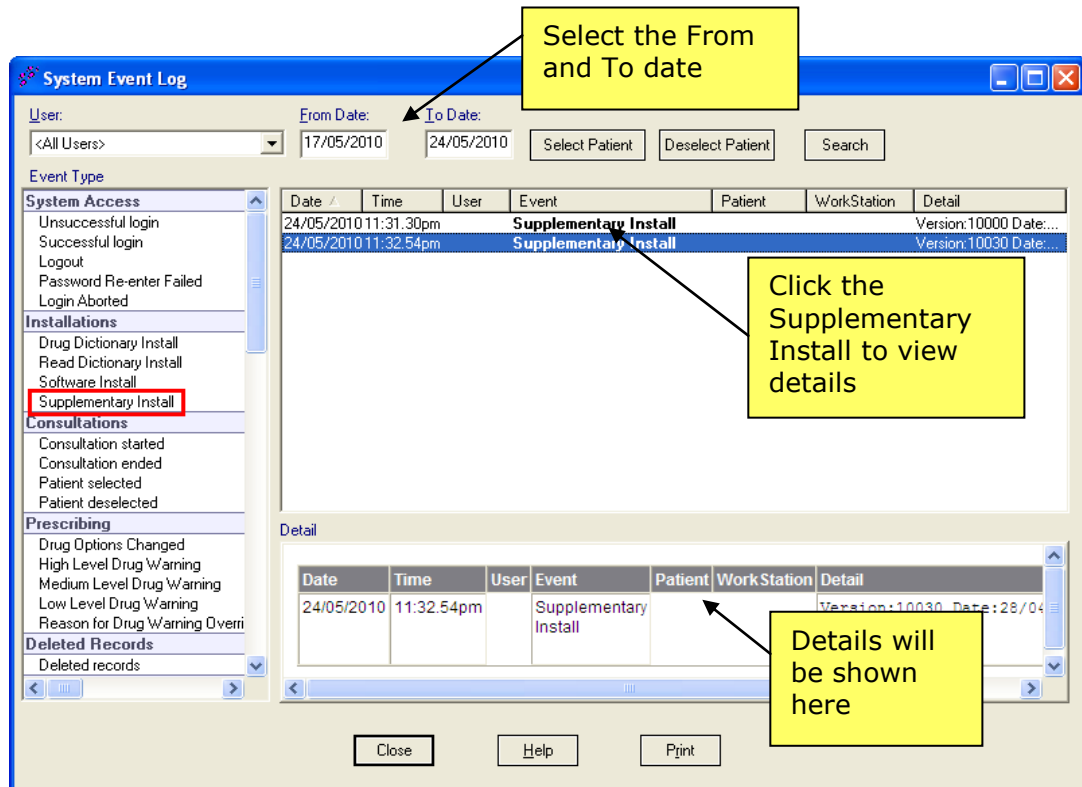 Select the From
and To date
System Event Log
User:
From Date:
To Date:
<All Users>
17/05/2010
24/05/2010
Select Patient
Deselect Patient
Search
Event Type
System Access
Unsuccessful login
Successful login
Logout
Password Re-enter Failed
Login Aborted
Installations
Drug Dictionary Install
Read Dictionary Install
Software Install
Supplementary Install
Consultations
Consultation started
Consultation ended
Patient selected
Patient deselected
Prescribing
Drug Options Changed
High Level Drug Warning
Medium Level Drug Warning
Low Level Drug Warning
Reason for Drug Warning Overri
Deleted Records
Deleted records
Date Time User Event Patient WorkStation Detail
24/05/2010 11:31.30pm Supplementary Install Version:10000 Date:...
24/05/2010 11:32.54pm Supplementary Install Version:10030 Date:...
Click the
Supplementary
Install to view
details
Detail
Date Time User Event Patient WorkStation Detail
24/05/2010 11:32.54pm Supplementary Version:10030 Date:28/04
Install
Details will
be shown
here
Close
Help
Print